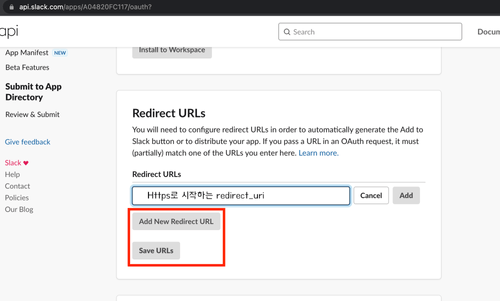 api.slack.com/apps/A04820FC117/oauth?
api
Search
Docum
App Manifest NEW
Beta Features
Submit to App
Directory
Review & Submit
Give feedback
Slack
Help
Contact
Policies
Our Blog
Install to Workspace
Redirect URLs
You will need to configure redirect URLs in order to automatically generate the Add to
Slack button or to distribute your app. If you pass a URL in an OAuth request, it must
(partially) match one of the URLs you enter here. Learn more.
Redirect URLs
Https로 시작하는 redirect_uri
Cancel
Add
Add New Redirect URL
Save URLs